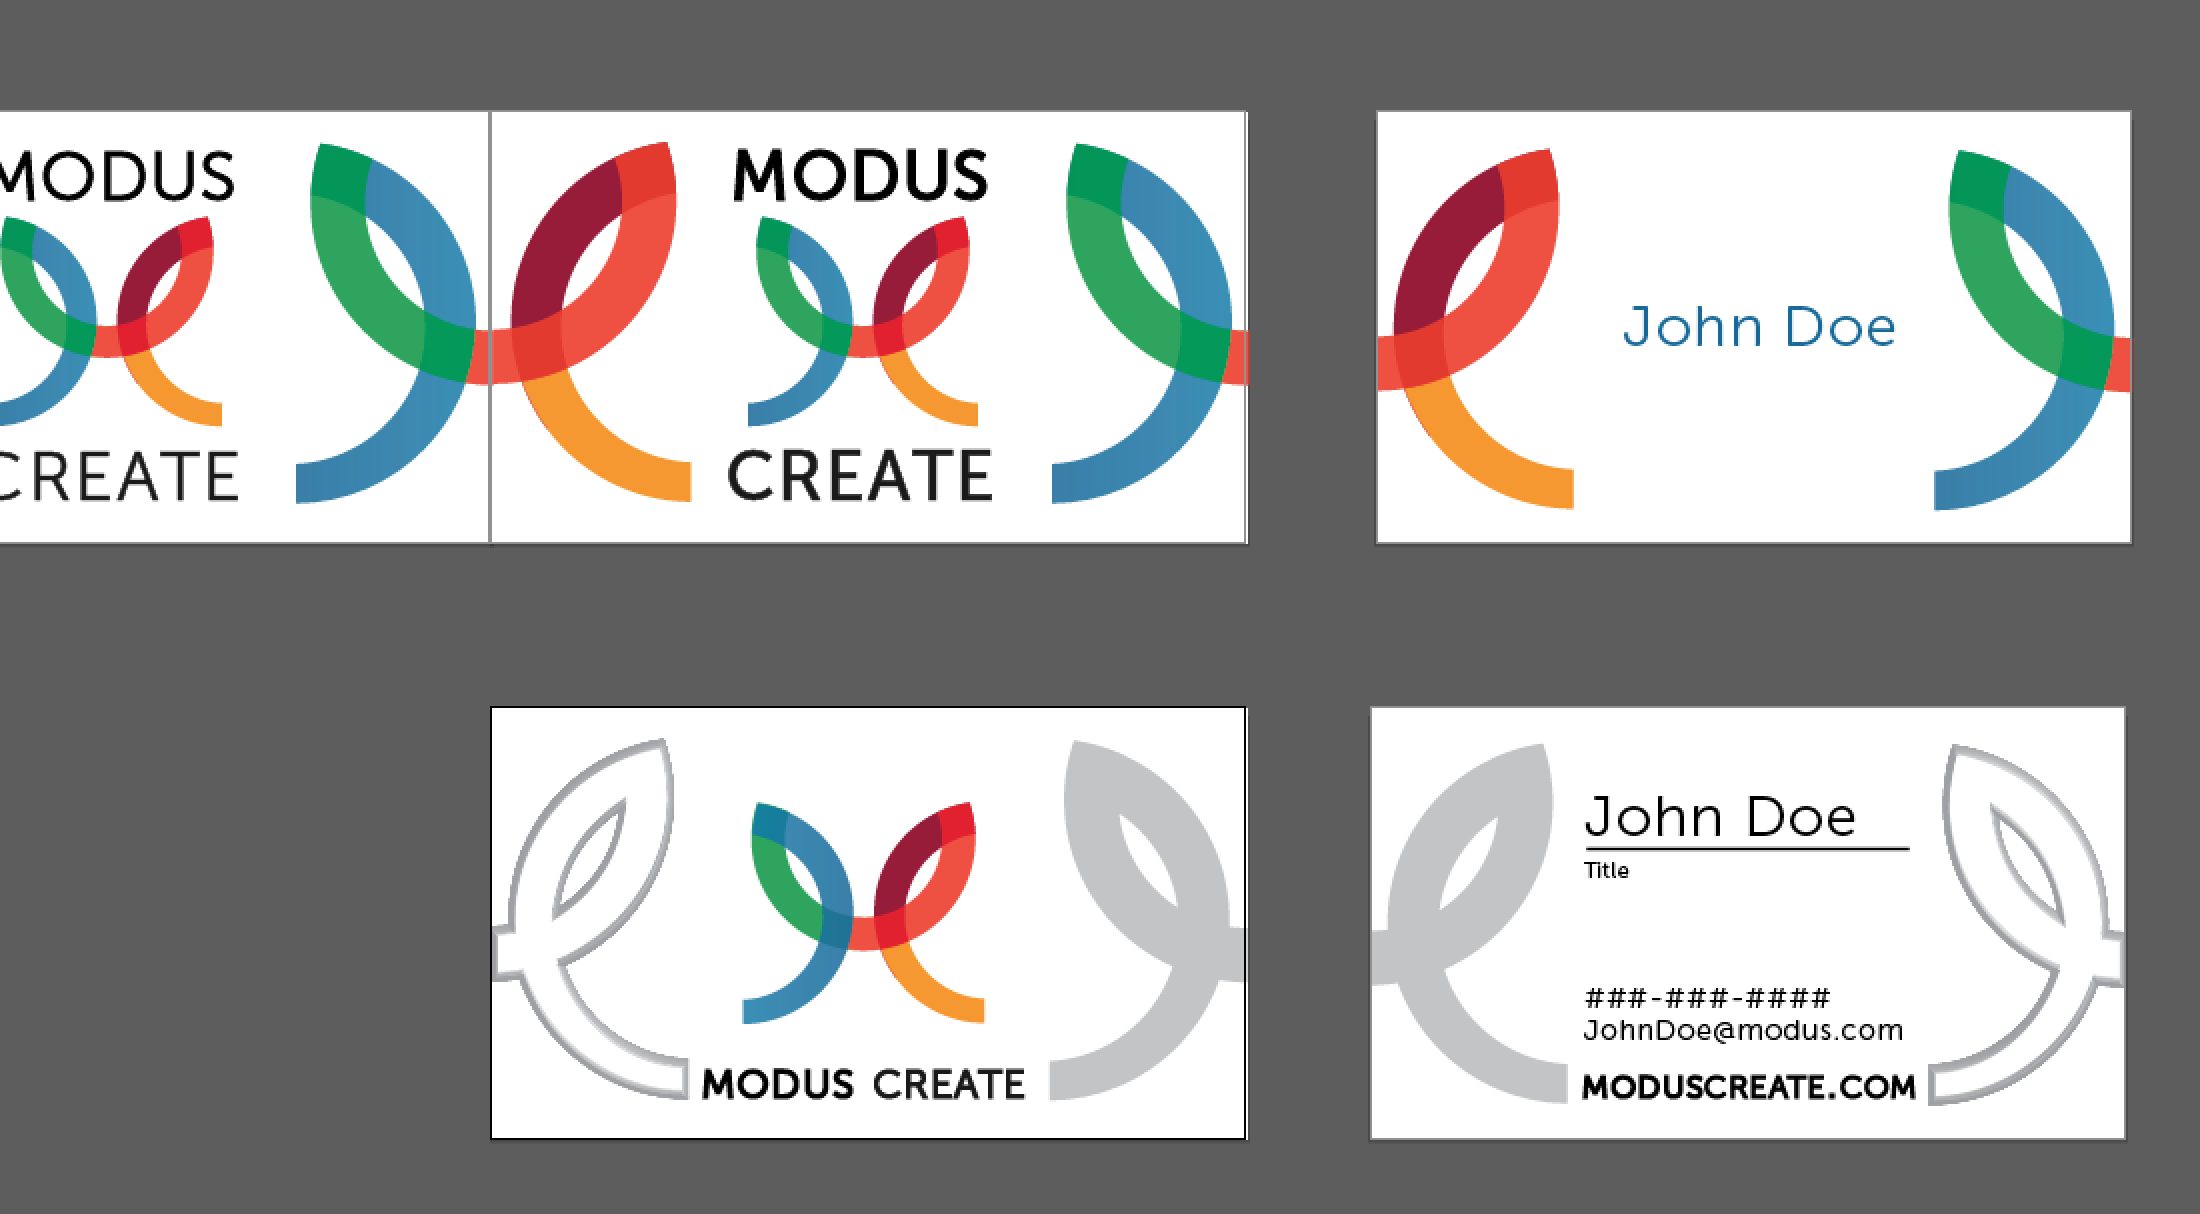 MODUS
CREATE
MODUS
CREATE
John Doe
MODUS CREATE
John Doe
Title
###-###-####
JohnDoe@modus.com
MODUSCREATE.COM